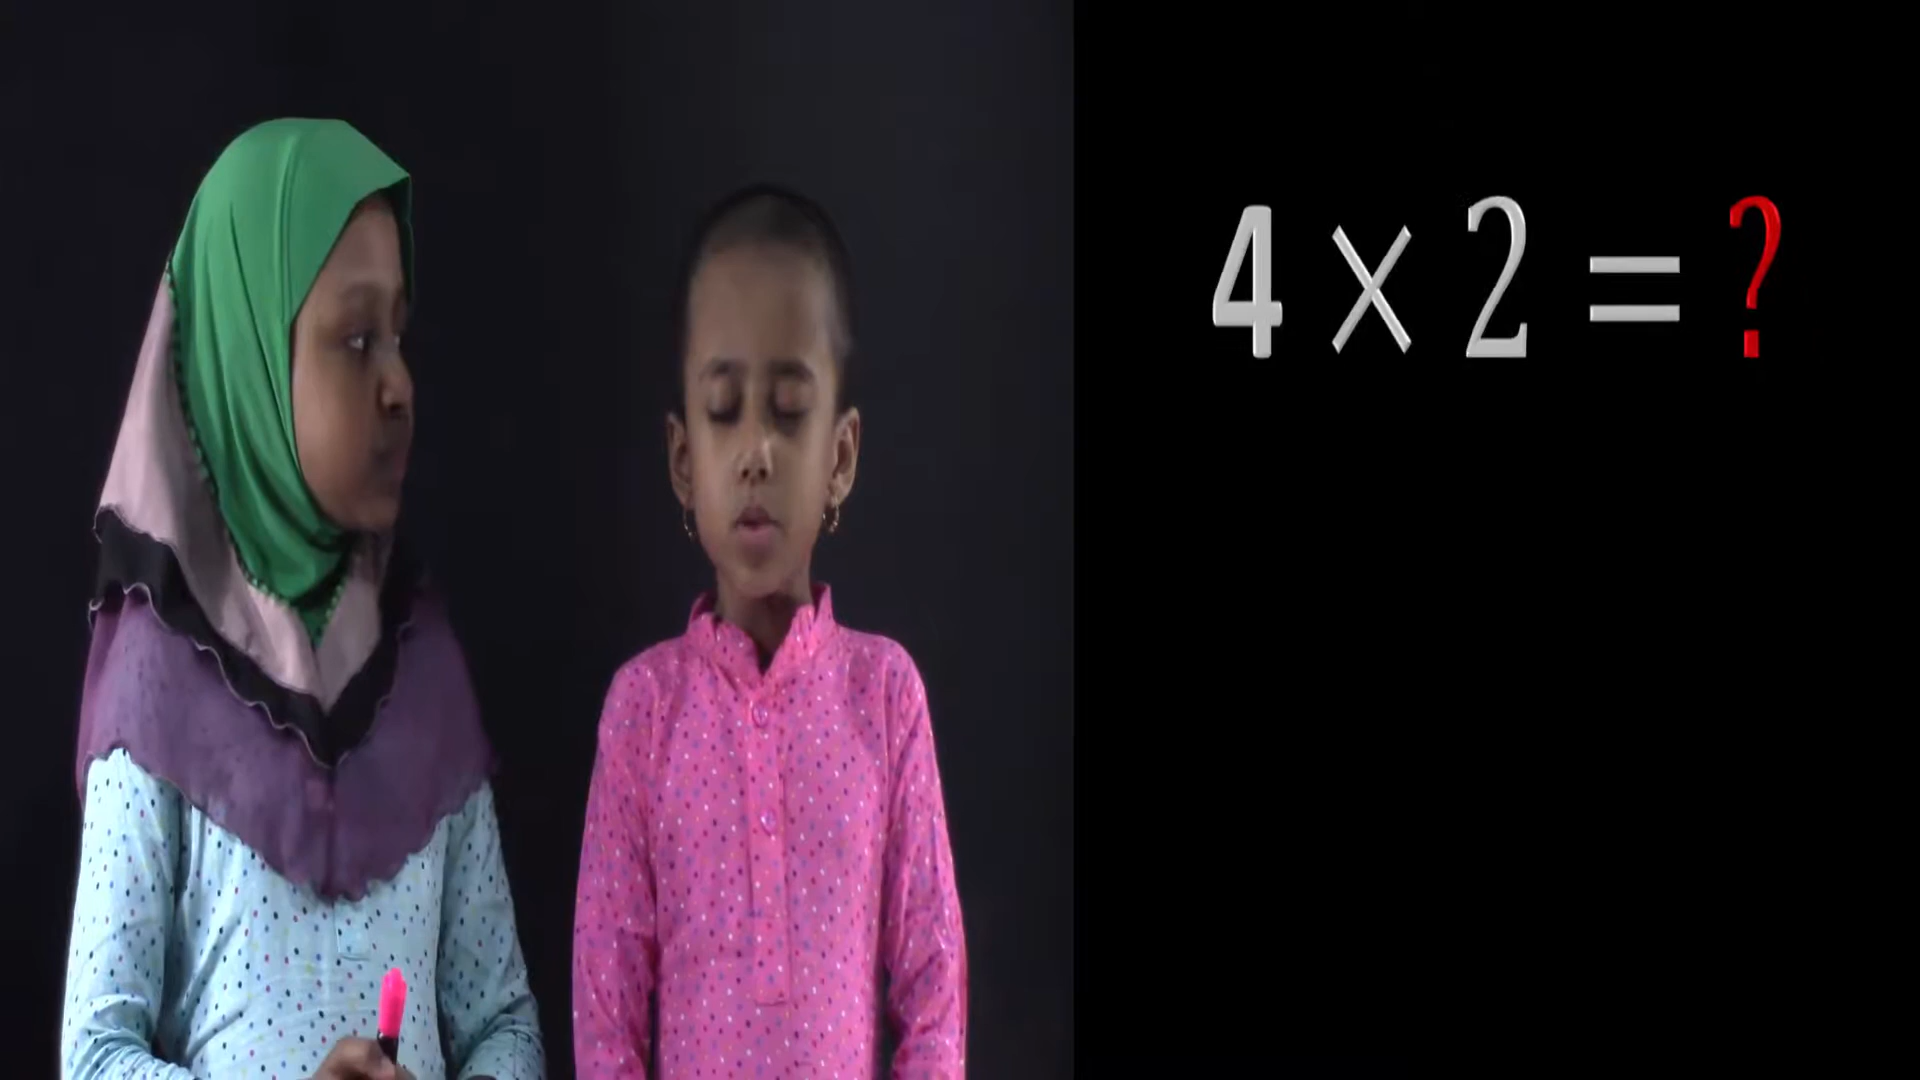 4 × 2 = ?